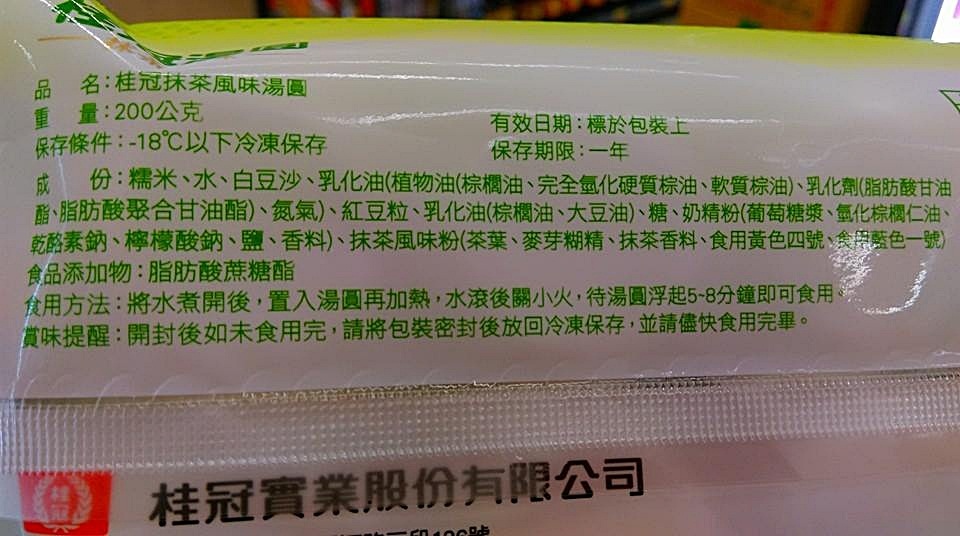 品　名：桂冠抹茶風味湯圓
重　量：200公克
有效日期：標於包裝上
保存條件：-18℃以下冷凍保存
保存期限：一年
成　份：糯米、水、白豆沙、乳化油(植物油(棕櫚油、完全氫化硬質棕油、軟質棕油)、乳化劑(脂肪酸甘油
酯、脂肪酸聚合甘油酯)、氮氣)、紅豆粒、乳化油(棕櫚油、大豆油)、糖、奶精粉(葡萄糖漿、氫化棕櫚仁油、
乾酪素鈉、檸檬酸鈉、鹽、香料)、抹茶風味粉(茶葉、麥芽糊精、抹茶香料、食用黃色四號、食用藍色一號)
食品添加物：脂肪酸蔗糖酯
食用方法：將水煮開後，置入湯圓再加熱，水滾後關小火，待湯圓浮起5-8分鐘即可食用。
賞味提醒：開封後如未食用完，請將包裝密封後放回冷凍保存，並請儘快食用完畢。
桂冠
桂冠實業股份有限公司